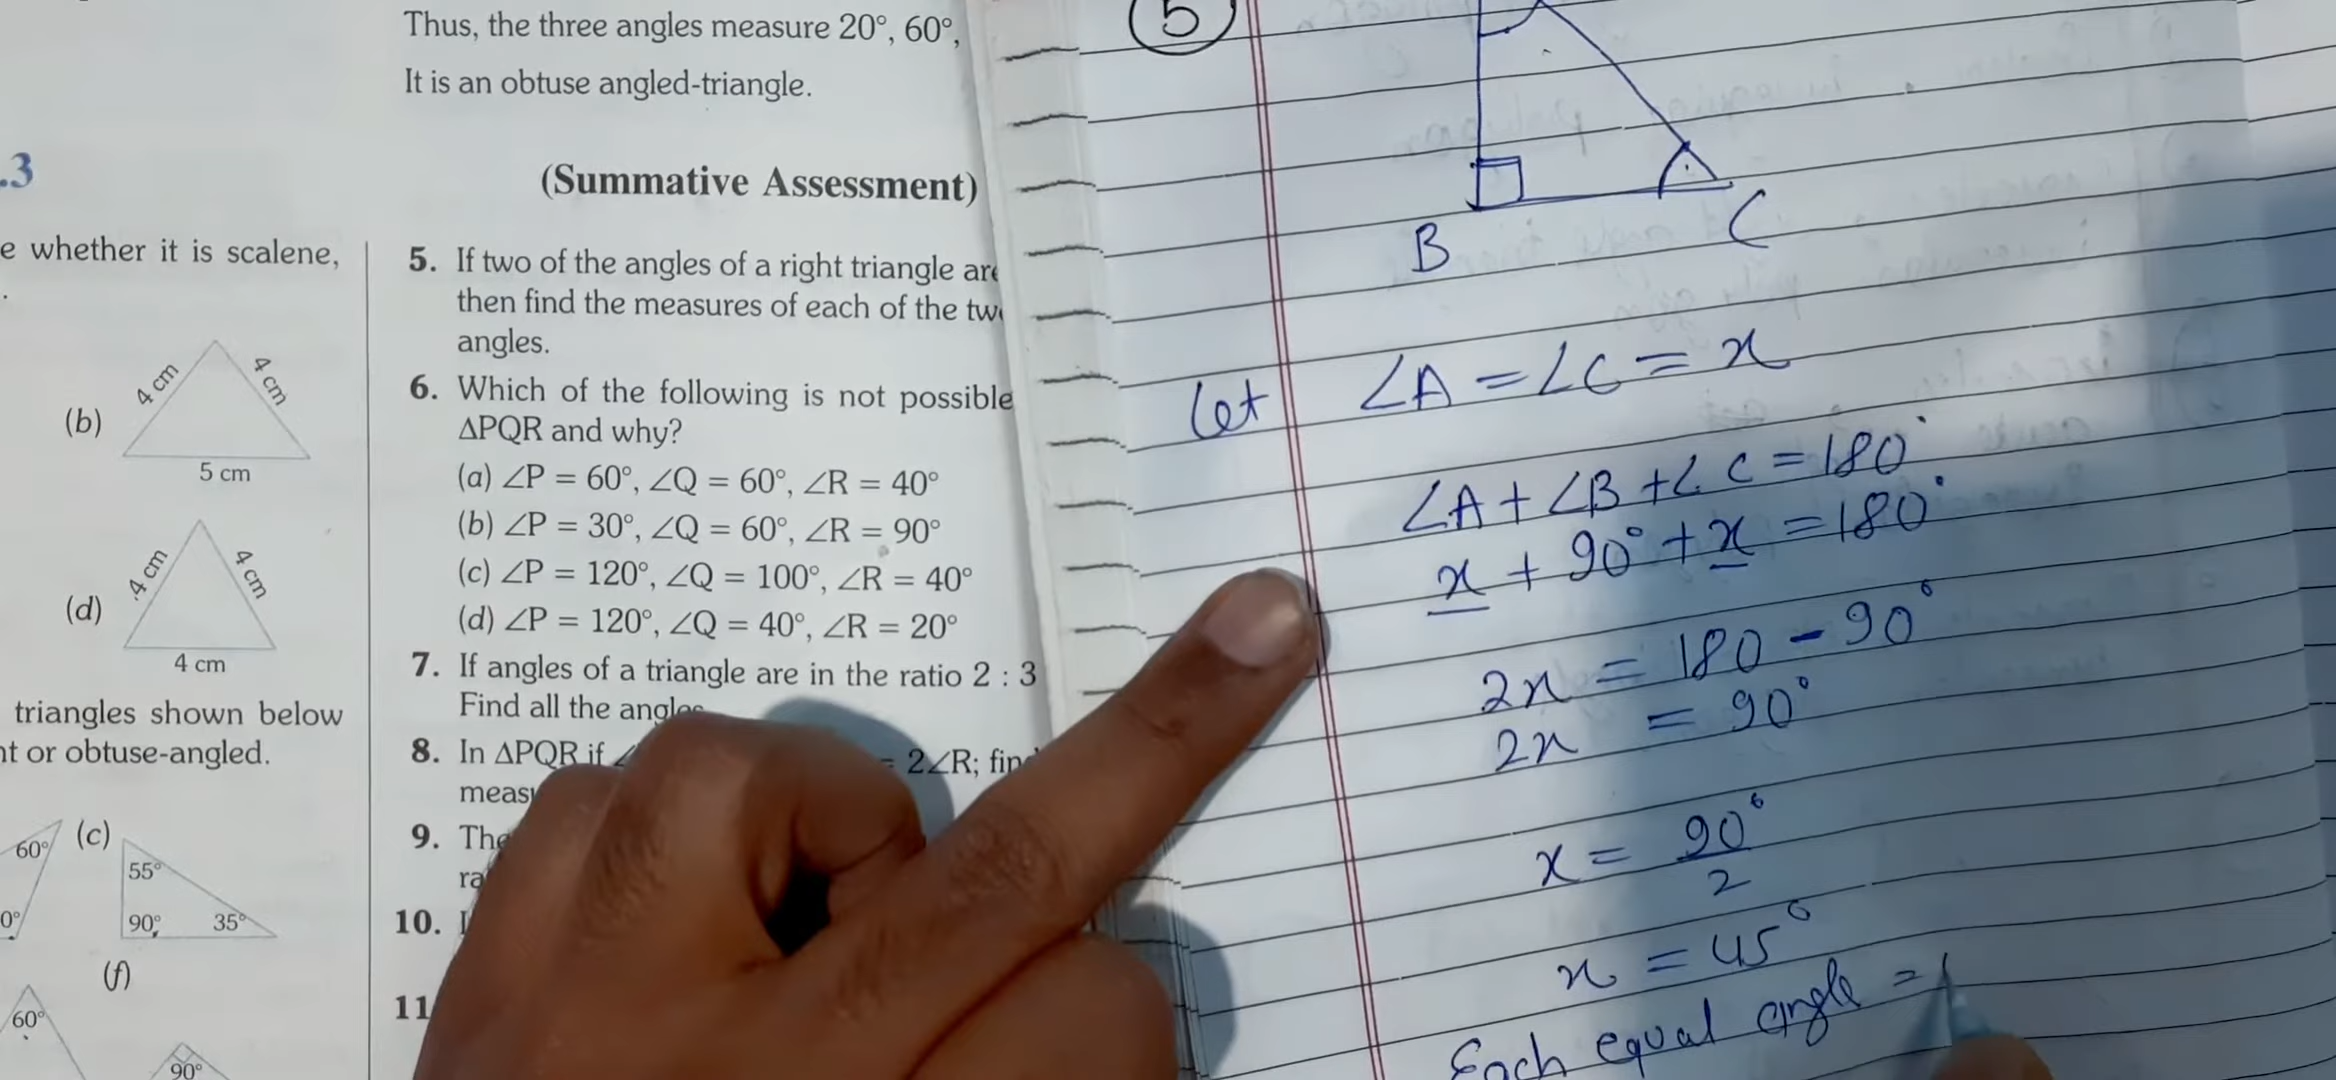 Thus, the three angles measure 20°, 60°,
It is an obtuse angled-triangle.
.3
(Summative Assessment)
e whether it is scalene,
.
(b)
4 cm
4 cm
5 cm
(d)
4 cm
4 cm
4 cm
triangles shown below
t or obtuse-angled.
60°
0°
(c)
55°
90°
35°
(f)
60°
90°
5. If two of the angles of a right triangle are
then find the measures of each of the tw
angles.
6. Which of the following is not possible
ΔPQR and why?
(a) ∠P = 60°, ∠Q = 60°, ∠R = 40°
(b) ∠P = 30°, ∠Q = 60°, ∠R = 90°
(c) ∠P = 120°, ∠Q = 100°, ∠R = 40°
(d) ∠P = 120°, ∠Q = 40°, ∠R = 20°
7. If angles of a triangle are in the ratio 2 : 3
Find all the angles
8. In ΔPQR if ∠ = 2∠R; fin
meas
9. The
ra
10.
11
5
B
C
Let ∠A = ∠C = x
∠A + ∠B + ∠C = 180°
x + 90° + x = 180°
2x = 180 - 90°
2x = 90°
x = 90°
2
x = 45°
Each equal angle =